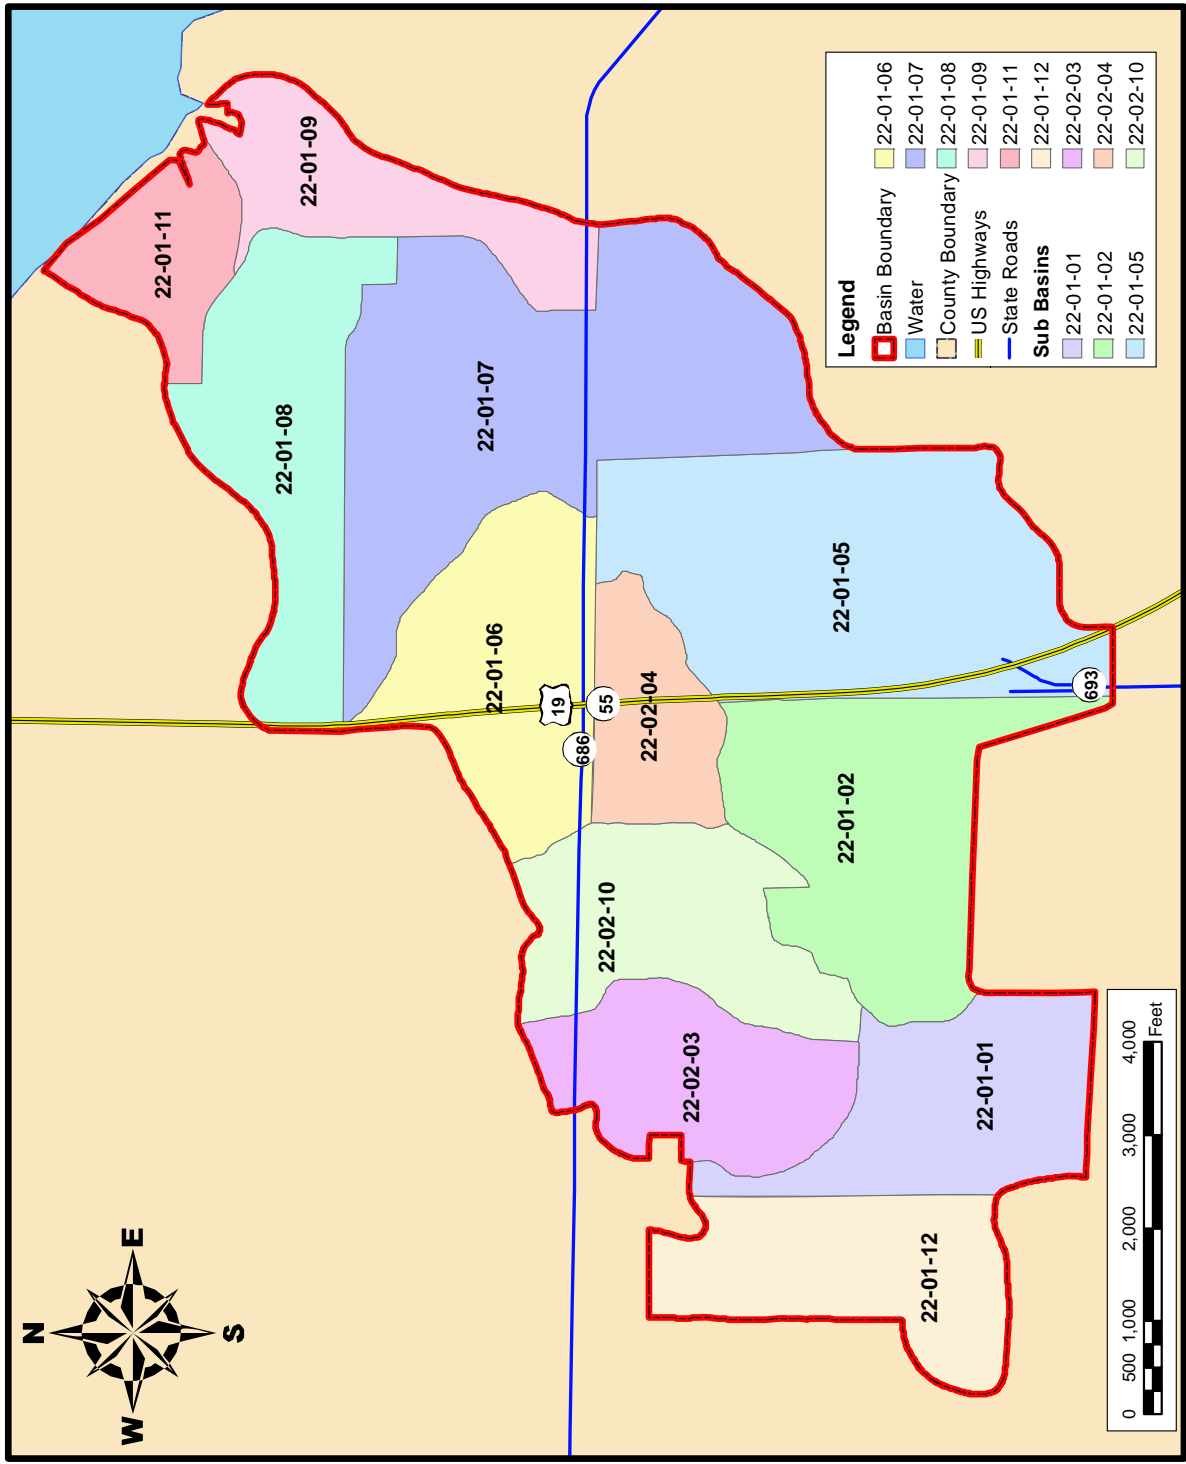 N
W
E
S
22-01-11
22-01-09
22-01-08
22-01-07
22-01-06
19
55
686
22-02-04
22-01-05
22-02-10
22-01-02
22-02-03
22-01-01
22-01-12
693
Legend
Basin Boundary
Water
County Boundary
US Highways
State Roads
Sub Basins
22-01-01
22-01-02
22-01-05
22-01-06
22-01-07
22-01-08
22-01-09
22-01-11
22-01-12
22-02-03
22-02-04
22-02-10
0 500 1,000 2,000 3,000 4,000
Feet